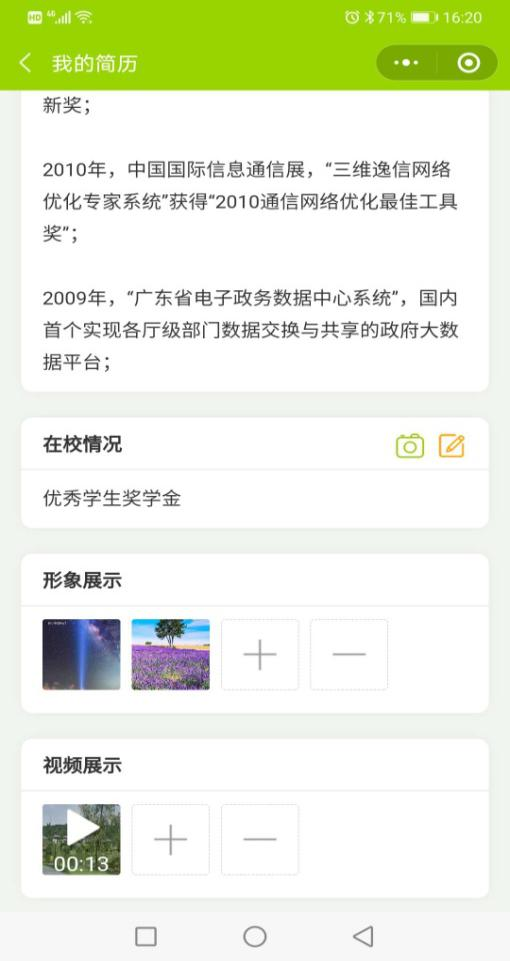 HD 4G 71% 16:20
我的简历
新奖；
2010年，中国国际信息通信展，“三维逸信网络
优化专家系统”获得“2010通信网络优化最佳工具
奖”；
2009年，“广东省电子政务数据中心系统”，国内
首个实现各厅级部门数据交换与共享的政府大数
据平台；
在校情况
优秀学生奖学金
形象展示
视频展示
00:13